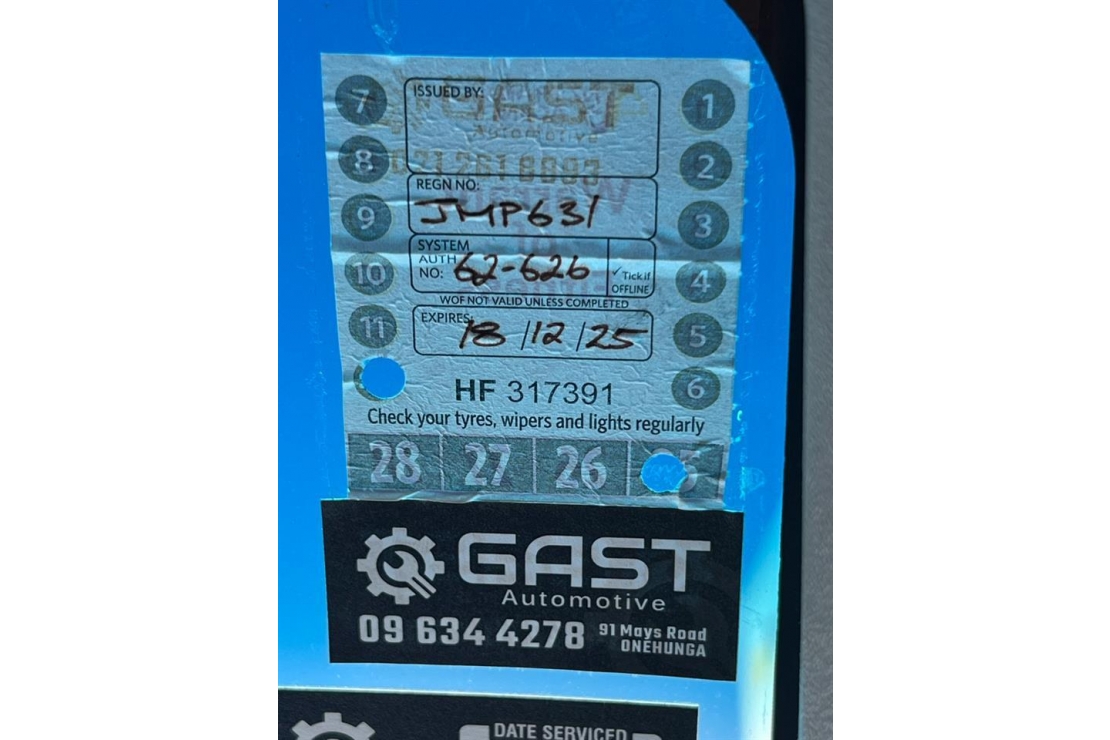 7
ISSUED BY:
GAST
Automotive
1
8
021 261 8893
2
REGN NO:
9
JMP631
3
SYSTEM
AUTH
NO: 62-626
10
✓ Tick if
OFFLINE
4
WOF NOT VALID UNLESS COMPLETED
11
EXPIRES:
18/12/25
5
HF 317391
6
Check your tyres, wipers and lights regularly
28 27 26
GAST
Automotive
09 634 4278
91 Mays Road
ONEHUNGA
DATE SERVICED